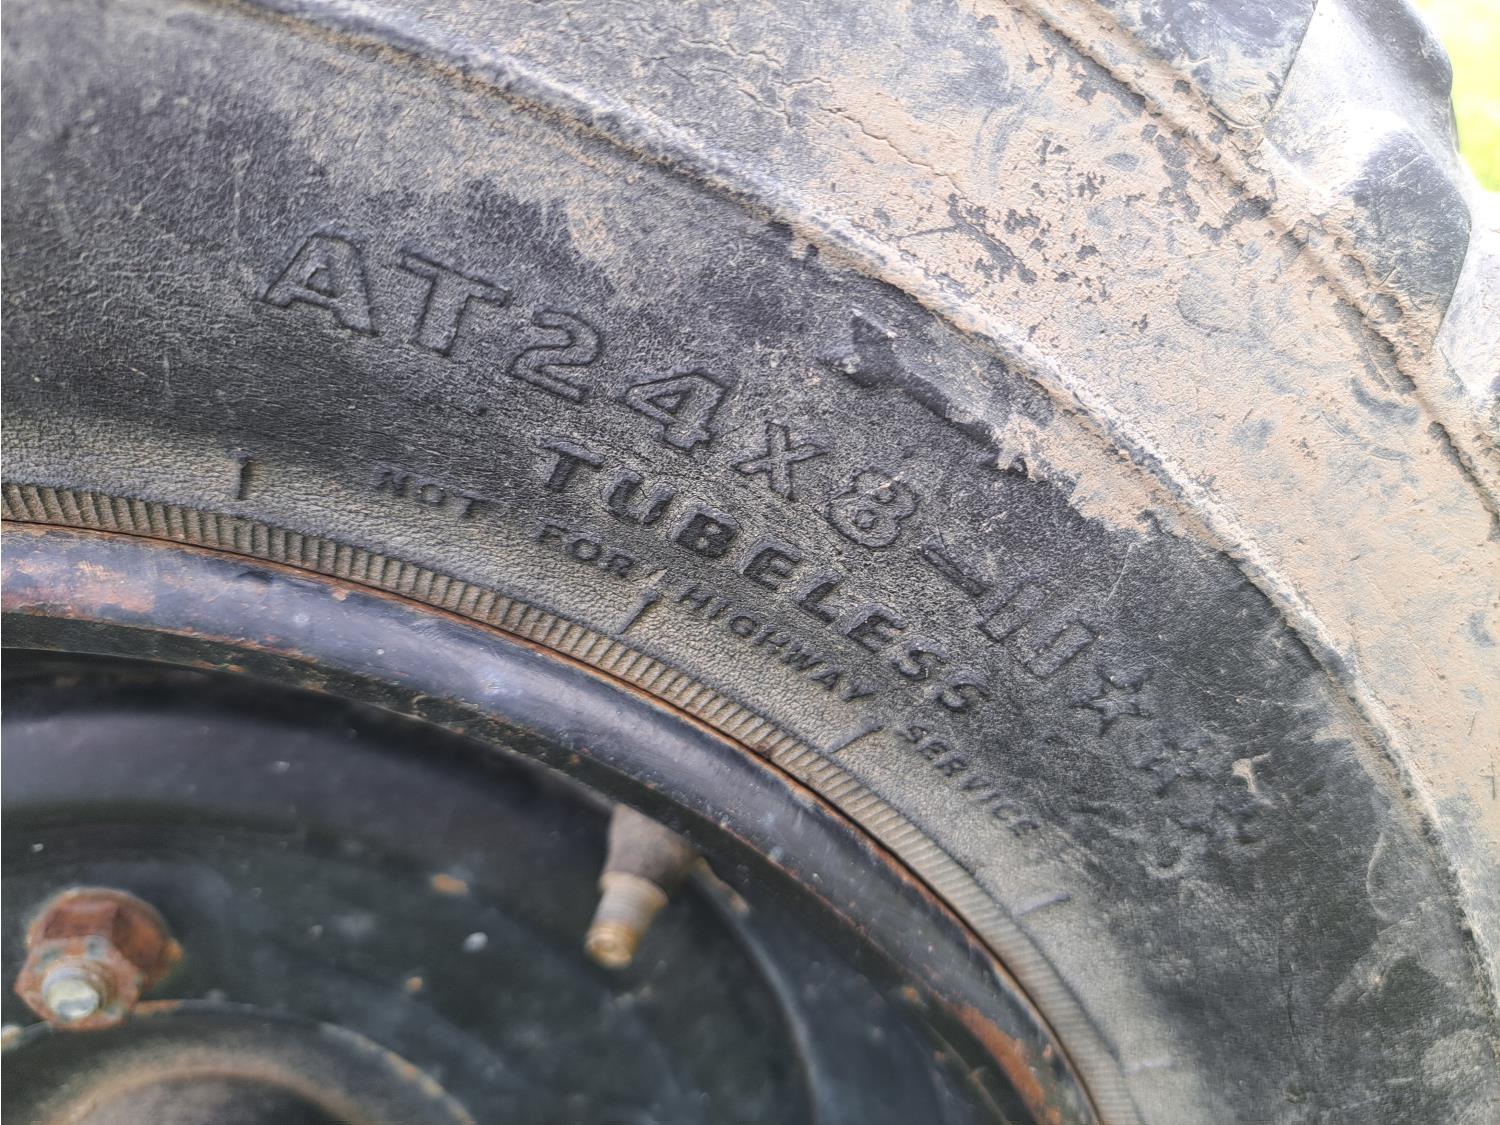 AT24x8-11 ☆☆☆
TUBELESS
NOT FOR HIGHWAY SERVICE